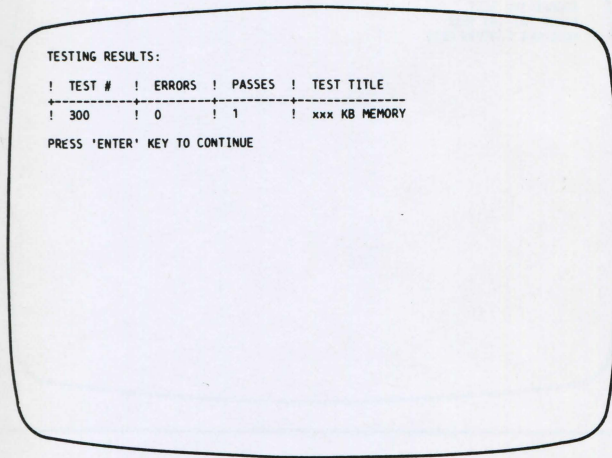 TESTING RESULTS:
! TEST # ! ERRORS ! PASSES ! TEST TITLE
+----------+---------+---------+--------------
! 300 ! 0 ! 1 ! xxx KB MEMORY
PRESS 'ENTER' KEY TO CONTINUE